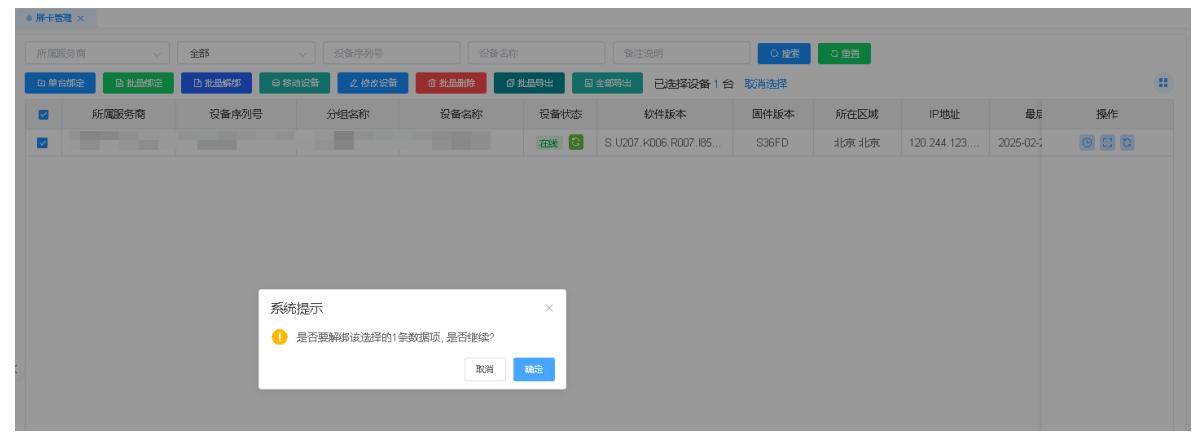 屏卡管理
所属服务商 全部 设备序列号 设备名称 备注说明 搜索 重置
单台绑定 批量绑定 批量解绑 移动设备 修改设备 批量删除 批量导出 全部导出 已选择设备 1 台 取消选择
所属服务商 设备序列号 分组名称 设备名称 设备状态 软件版本 固件版本 所在区域 IP地址 最后 操作
在线 S.U207.K006.R007.I85... S36FD 北京 北京 120.244.123.... 2025-02-2
系统提示
是否要解绑该选择的1条数据项, 是否继续?
取消 确定